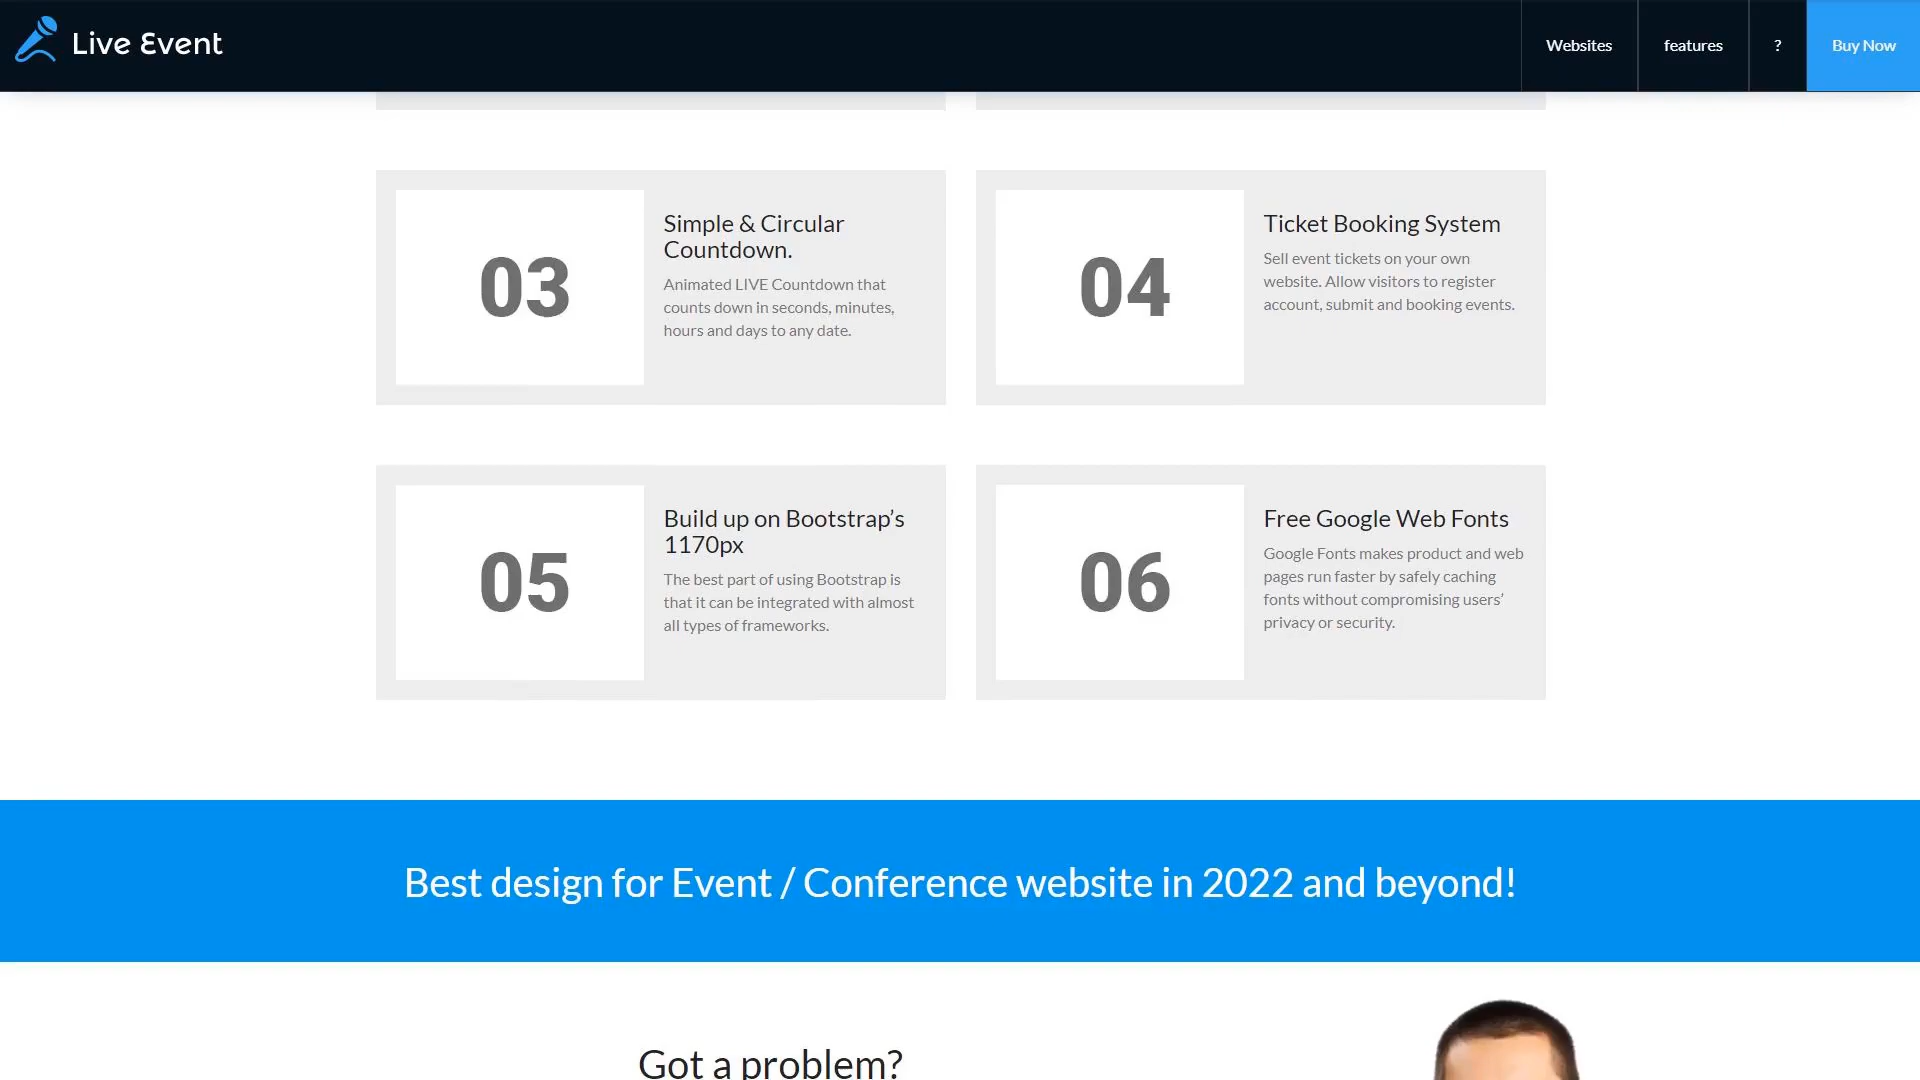 Live Event
Websites
features
?
Buy Now
03
Simple & Circular
Countdown.
Animated LIVE Countdown that
counts down in seconds, minutes,
hours and days to any date.
04
Ticket Booking System
Sell event tickets on your own
website. Allow visitors to register
account, submit and booking events.
05
Build up on Bootstrap’s
1170px
The best part of using Bootstrap is
that it can be integrated with almost
all types of frameworks.
06
Free Google Web Fonts
Google Fonts makes product and web
pages run faster by safely caching
fonts without compromising users’
privacy or security.
Best design for Event / Conference website in 2022 and beyond!
Got a problem?